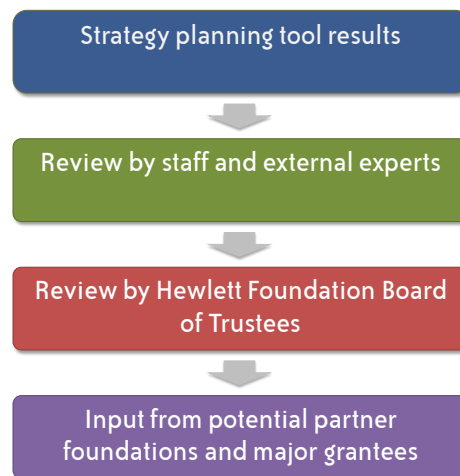 Strategy planning tool results
Review by staff and external experts
Review by Hewlett Foundation Board
of Trustees
Input from potential partner
foundations and major grantees